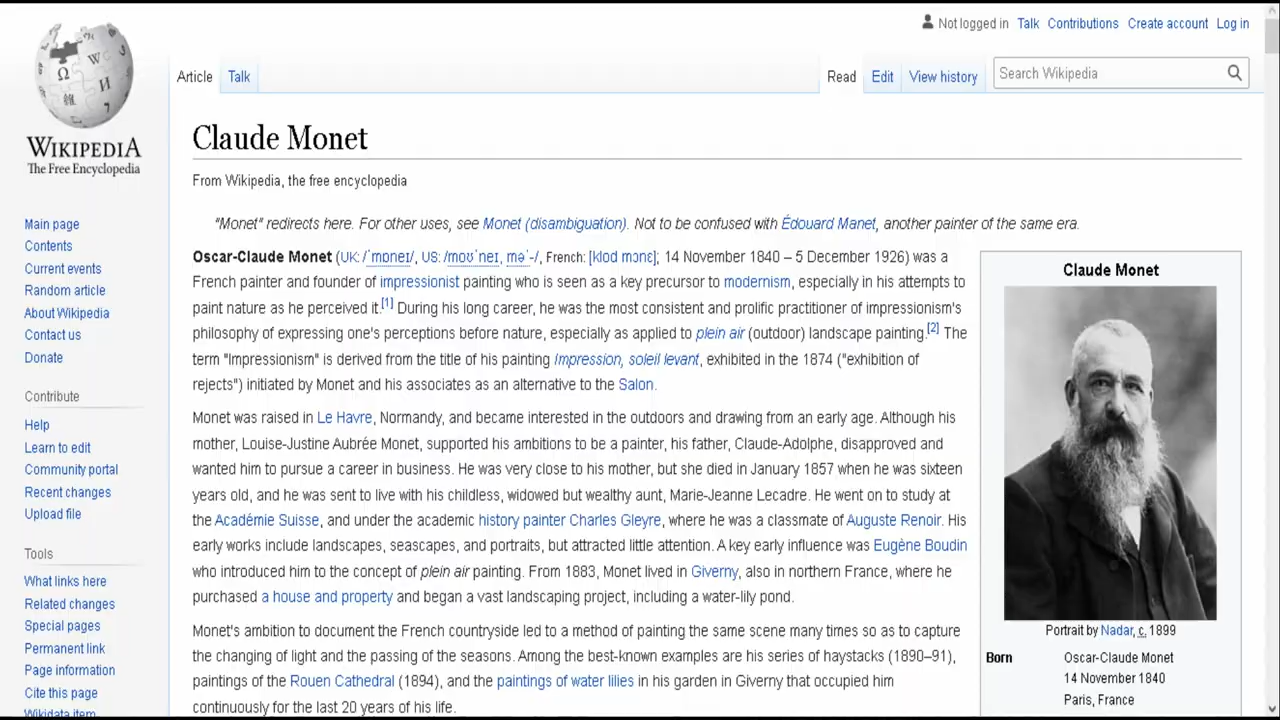 Not logged in Talk Contributions Create account Log in
WIKIPEDIA
The Free Encyclopedia
Article Talk Read Edit View history Search Wikipedia
Claude Monet
From Wikipedia, the free encyclopedia
"Monet" redirects here. For other uses, see Monet (disambiguation). Not to be confused with Édouard Manet, another painter of the same era.
Oscar-Claude Monet (UK: /ˈmɒneɪ/, US: /moʊˈneɪ, məˈ-/, French: [klod mɔnɛ]; 14 November 1840 – 5 December 1926) was a
French painter and founder of impressionist painting who is seen as a key precursor to modernism, especially in his attempts to
paint nature as he perceived it.[1] During his long career, he was the most consistent and prolific practitioner of impressionism's
philosophy of expressing one's perceptions before nature, especially as applied to plein air (outdoor) landscape painting.[2] The
term "Impressionism" is derived from the title of his painting Impression, soleil levant, exhibited in the 1874 ("exhibition of
rejects") initiated by Monet and his associates as an alternative to the Salon.
Monet was raised in Le Havre, Normandy, and became interested in the outdoors and drawing from an early age. Although his
mother, Louise-Justine Aubrée Monet, supported his ambitions to be a painter, his father, Claude-Adolphe, disapproved and
wanted him to pursue a career in business. He was very close to his mother, but she died in January 1857 when he was sixteen
years old, and he was sent to live with his childless, widowed but wealthy aunt, Marie-Jeanne Lecadre. He went on to study at
the Académie Suisse, and under the academic history painter Charles Gleyre, where he was a classmate of Auguste Renoir. His
early works include landscapes, seascapes, and portraits, but attracted little attention. A key early influence was Eugène Boudin
who introduced him to the concept of plein air painting. From 1883, Monet lived in Giverny, also in northern France, where he
purchased a house and property and began a vast landscaping project, including a water-lily pond.
Monet's ambition to document the French countryside led to a method of painting the same scene many times so as to capture
the changing of light and the passing of the seasons. Among the best-known examples are his series of haystacks (1890–91),
paintings of the Rouen Cathedral (1894), and the paintings of water lilies in his garden in Giverny that occupied him
continuously for the last 20 years of his life.
Claude Monet
Portrait by Nadar, c. 1899
Born Oscar-Claude Monet
14 November 1840
Paris, France
Main page
Contents
Current events
Random article
About Wikipedia
Contact us
Donate
Contribute
Help
Learn to edit
Community portal
Recent changes
Upload file
Tools
What links here
Related changes
Special pages
Permanent link
Page information
Cite this page
Wikidata item